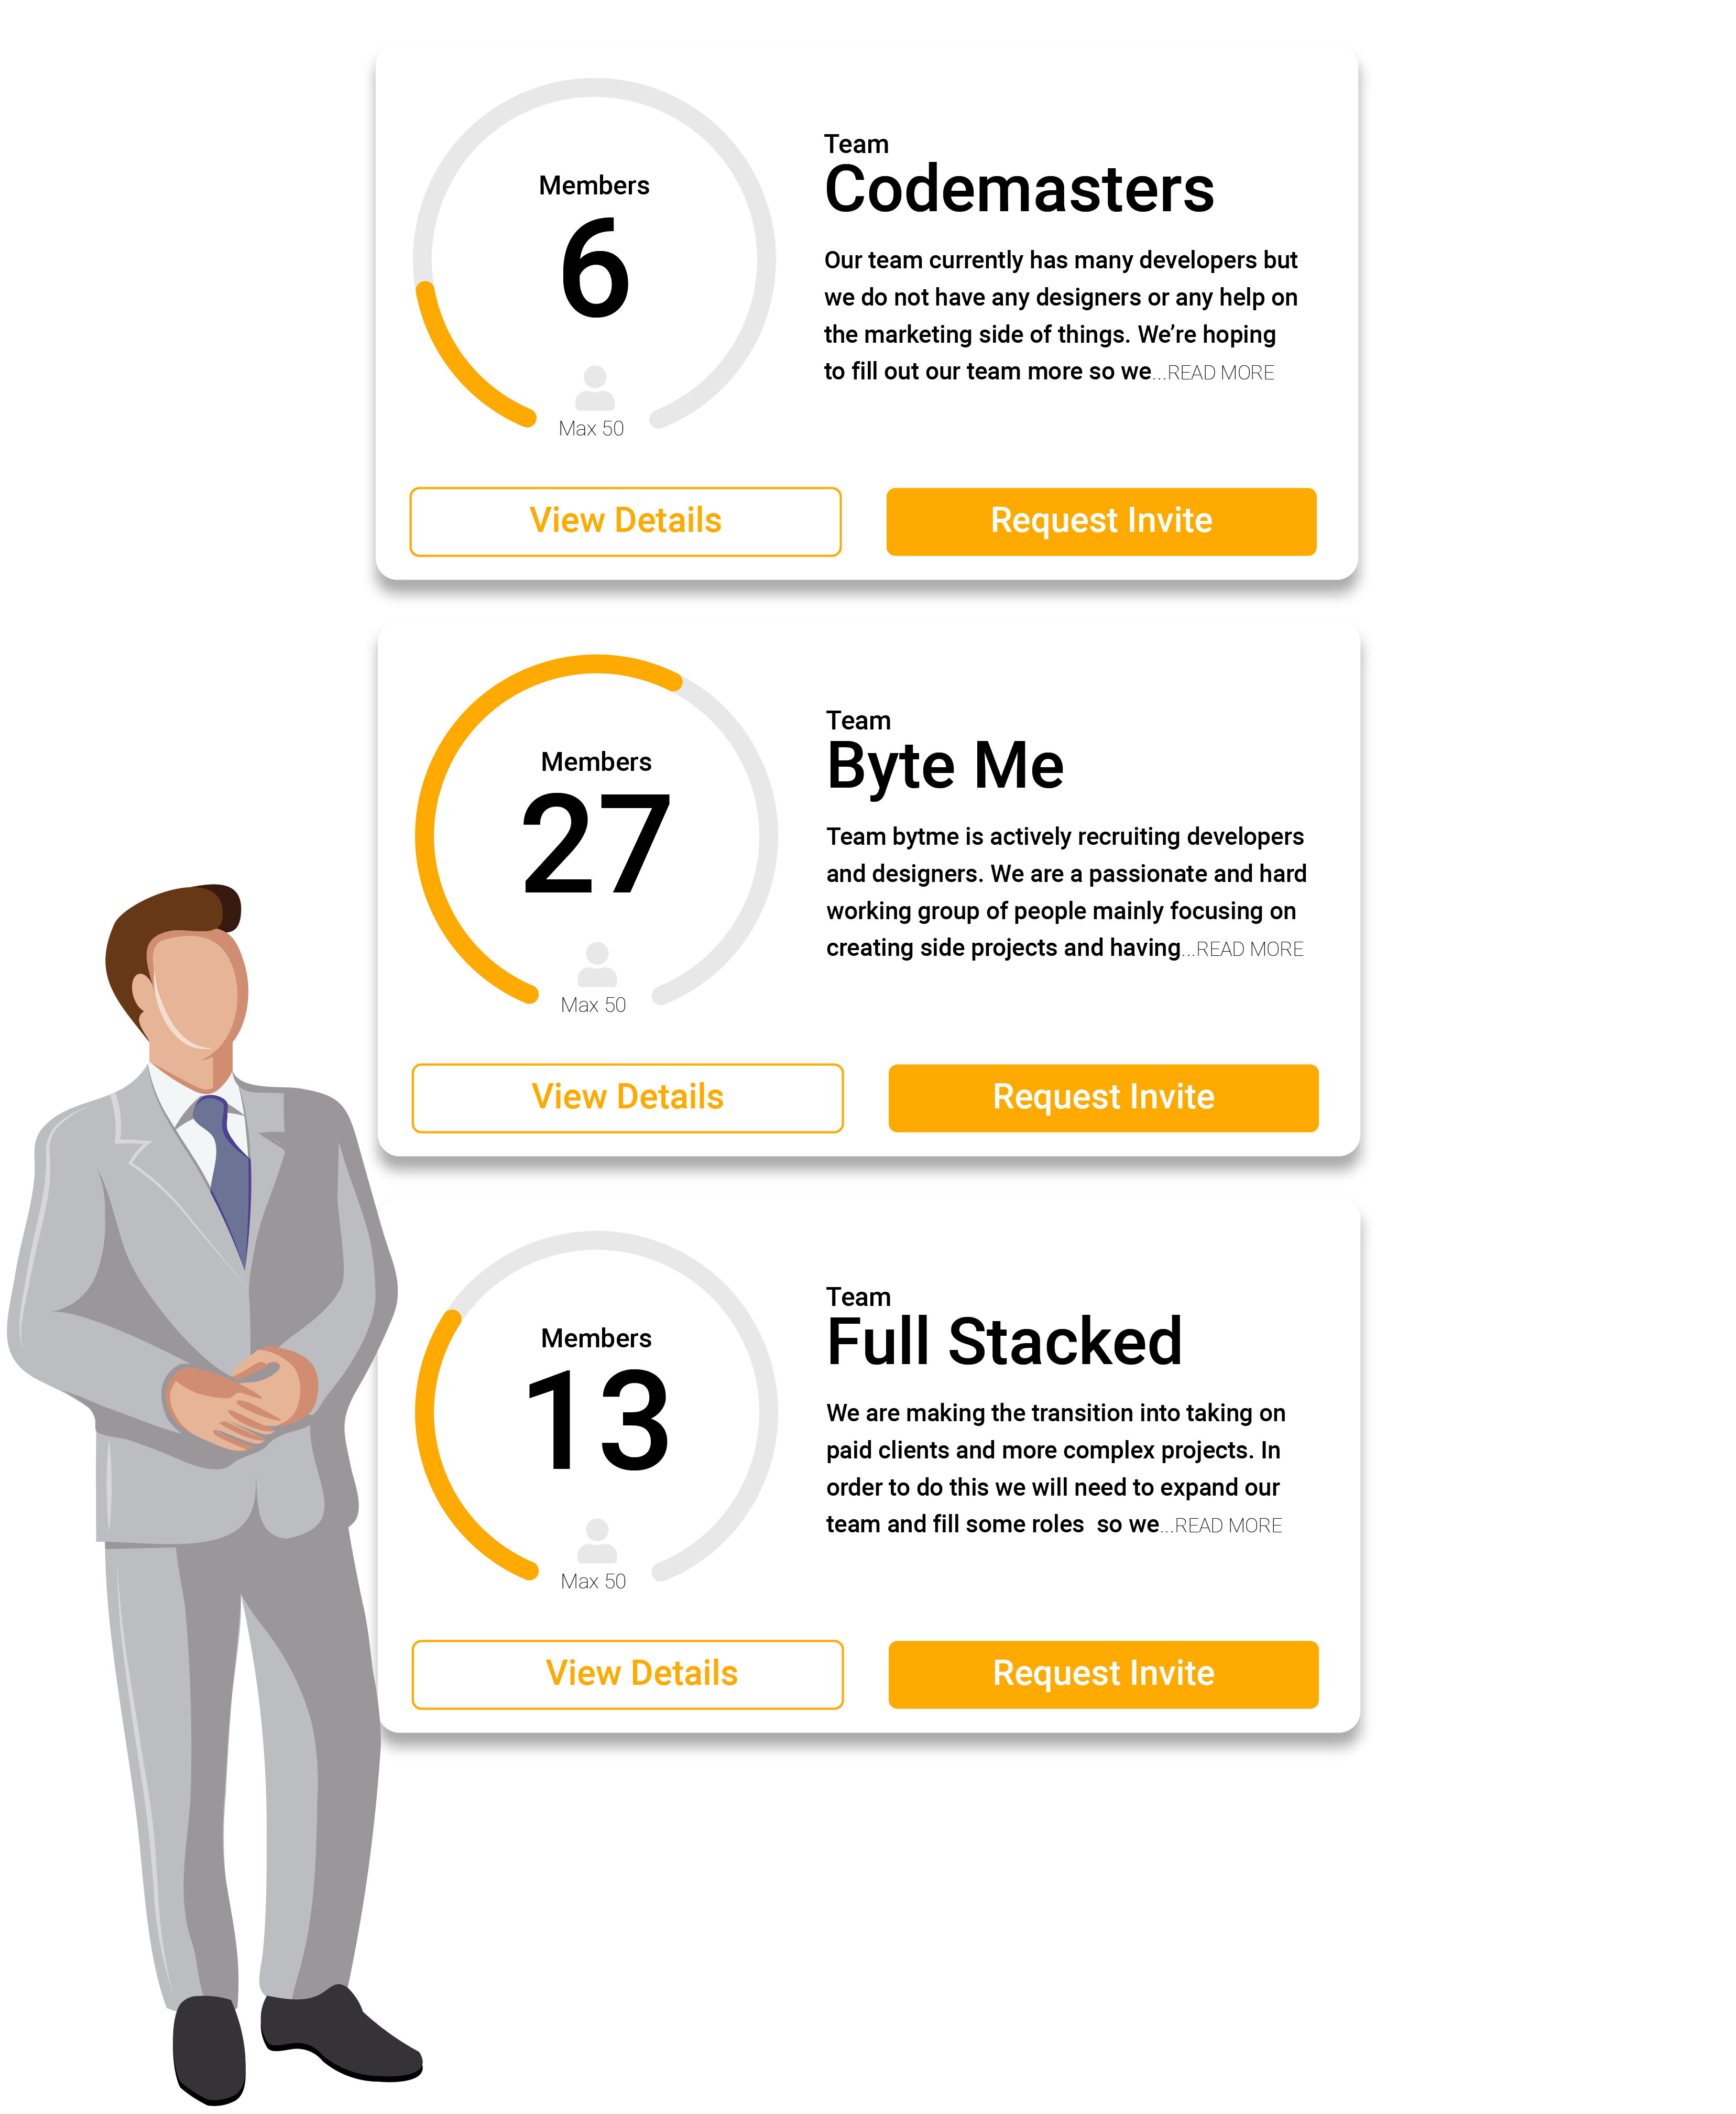 Members
6
Max 50
Team
Codemasters
Our team currently has many developers but
we do not have any designers or any help on
the marketing side of things. We’re hoping
to fill out our team more so we...READ MORE
View Details
Request Invite
Members
27
Max 50
Team
Byte Me
Team bytme is actively recruiting developers
and designers. We are a passionate and hard
working group of people mainly focusing on
creating side projects and having...READ MORE
View Details
Request Invite
Members
13
Max 50
Team
Full Stacked
We are making the transition into taking on
paid clients and more complex projects. In
order to do this we will need to expand our
team and fill some roles  so we...READ MORE
View Details
Request Invite